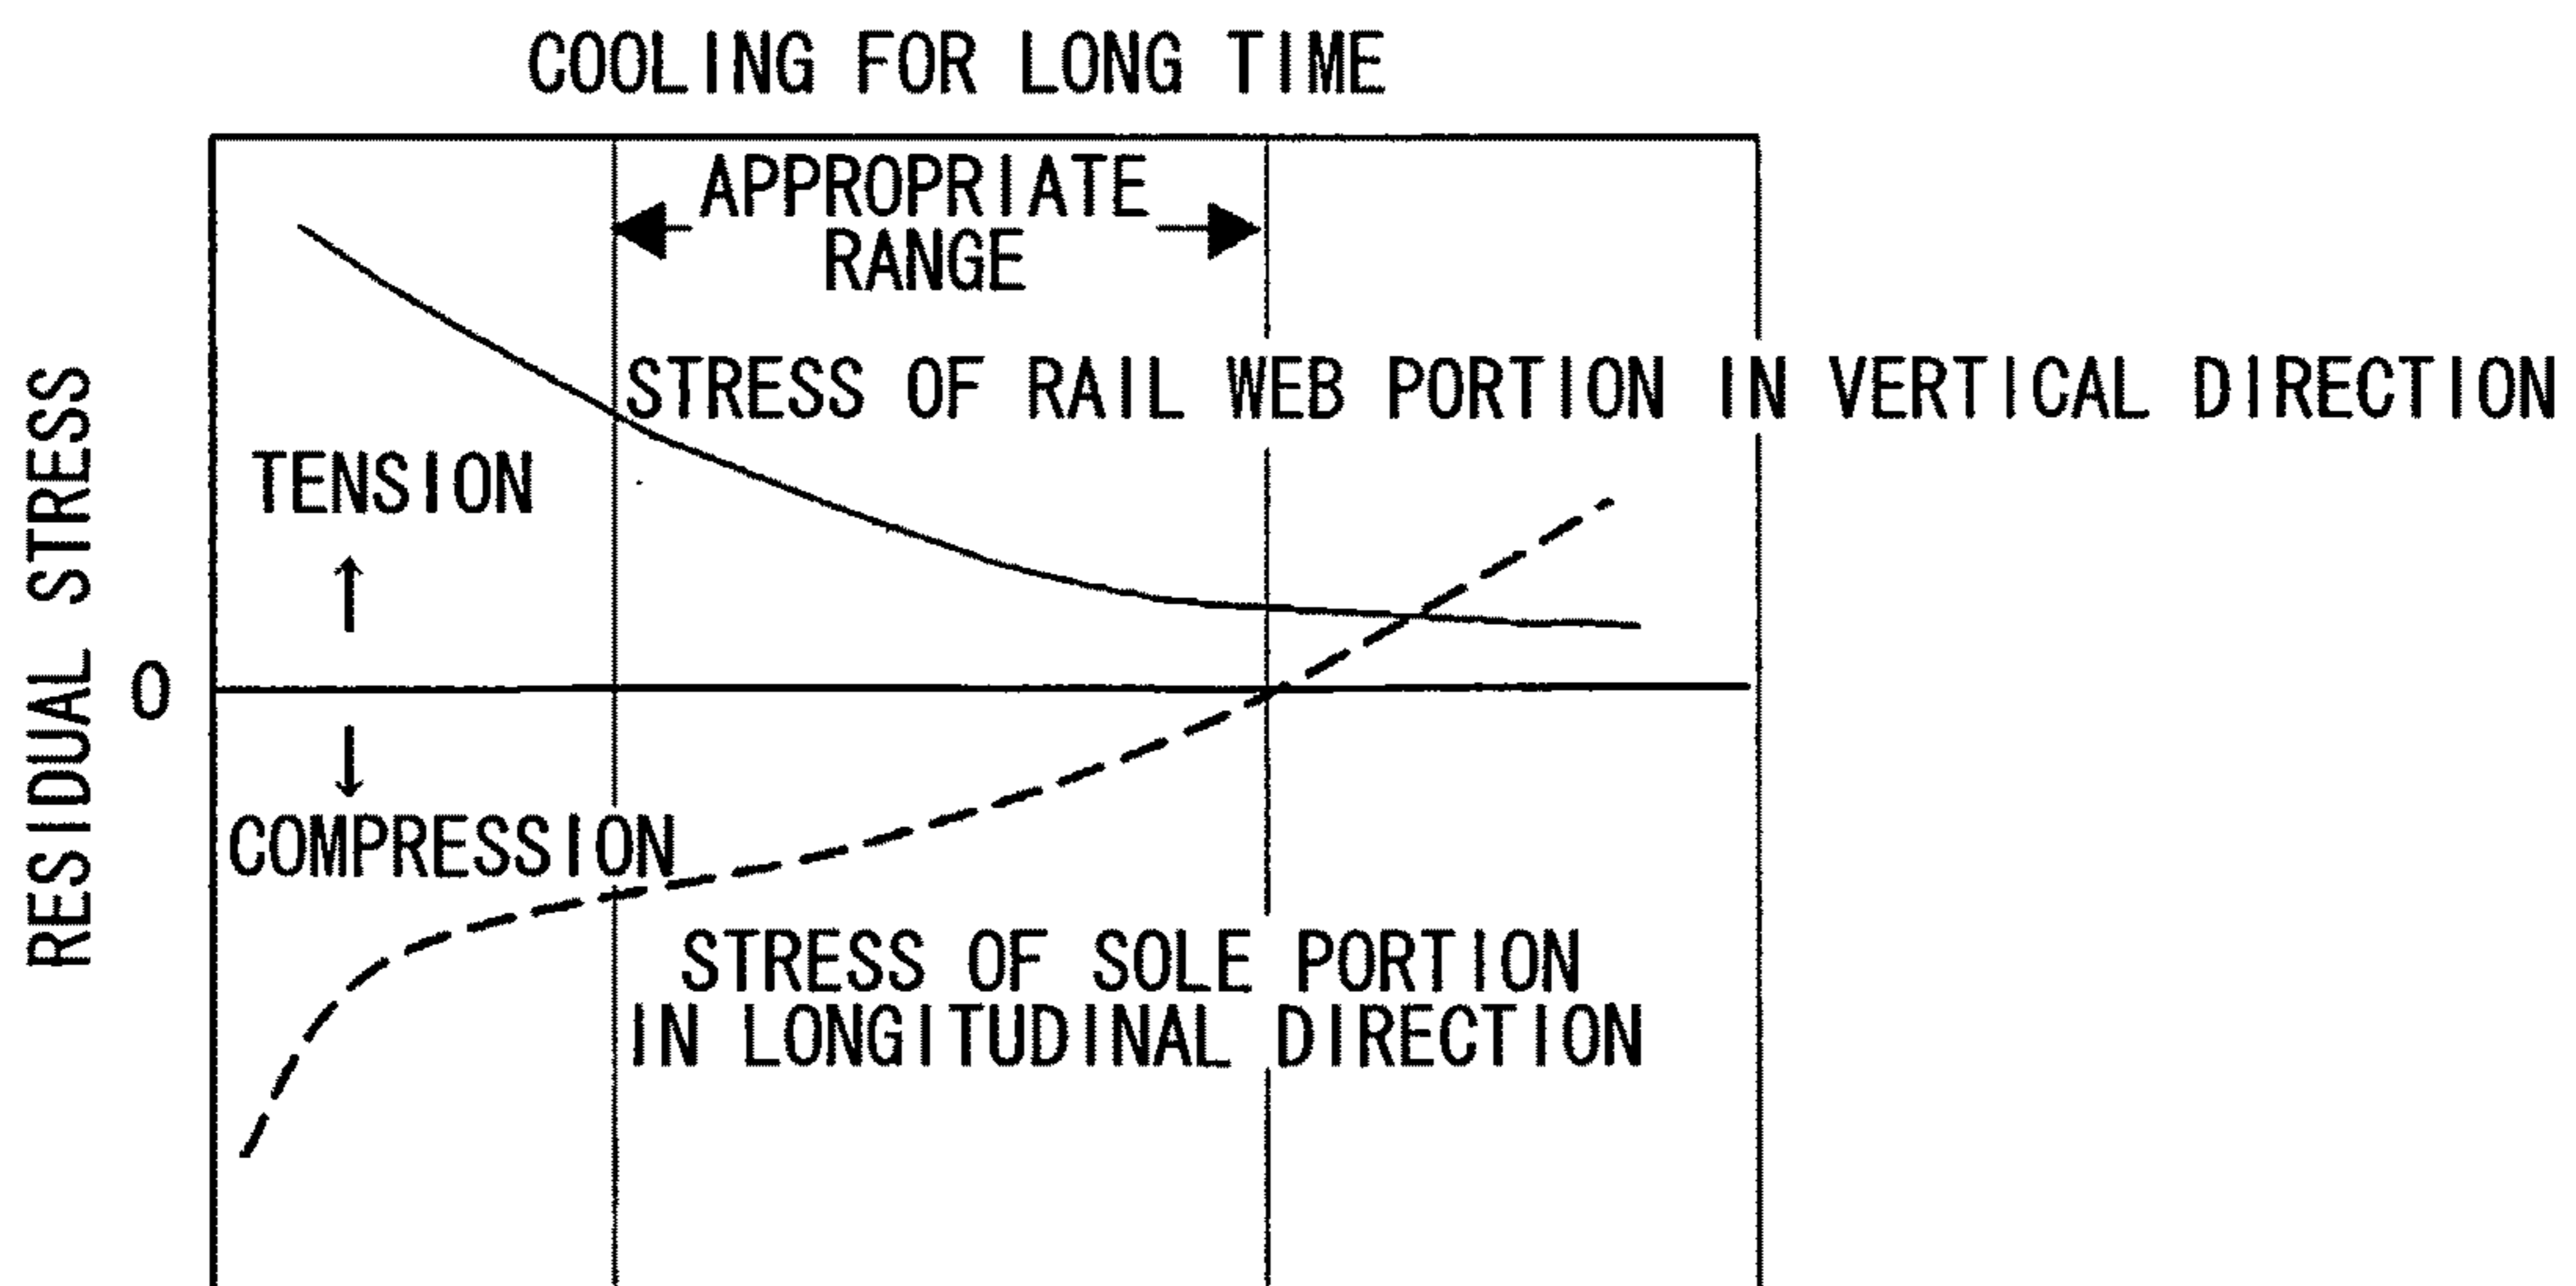 COOLING FOR LONG TIME
APPROPRIATE
RANGE
STRESS OF RAIL WEB PORTION IN VERTICAL DIRECTION
TENSION
RESIDUAL STRESS
0
COMPRESSION
STRESS OF SOLE PORTION
IN LONGITUDINAL DIRECTION